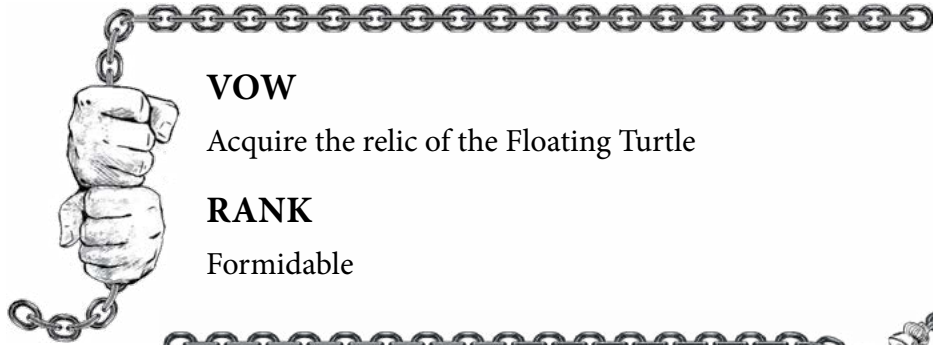 VOW
Acquire the relic of the Floating Turtle
RANK
Formidable